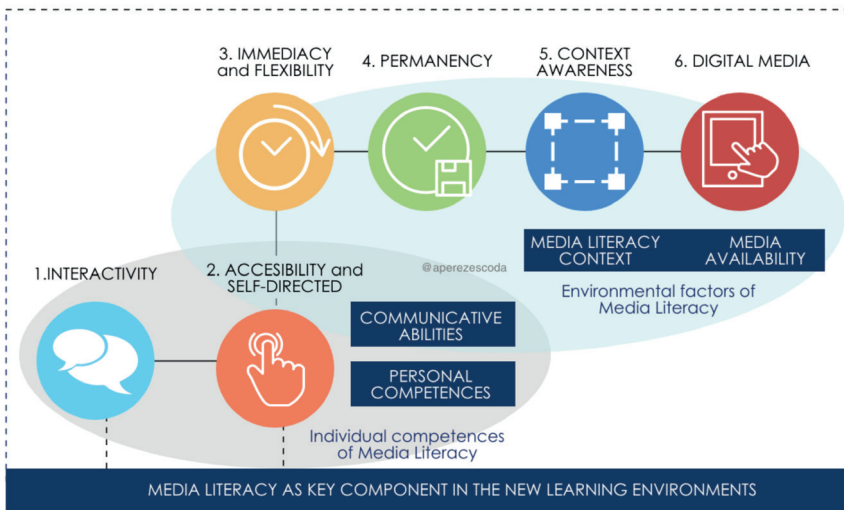 3. IMMEDIACY
and FLEXIBILITY
4. PERMANENCY
5. CONTEXT
AWARENESS
6. DIGITAL MEDIA
1.INTERACTIVITY
2. ACCESIBILITY and
SELF-DIRECTED
@aperezescoda
MEDIA LITERACY
CONTEXT
MEDIA
AVAILABILITY
Environmental factors of
Media Literacy
COMMUNICATIVE
ABILITIES
PERSONAL
COMPETENCES
Individual competences
of Media Literacy
MEDIA LITERACY AS KEY COMPONENT IN THE NEW LEARNING ENVIRONMENTS